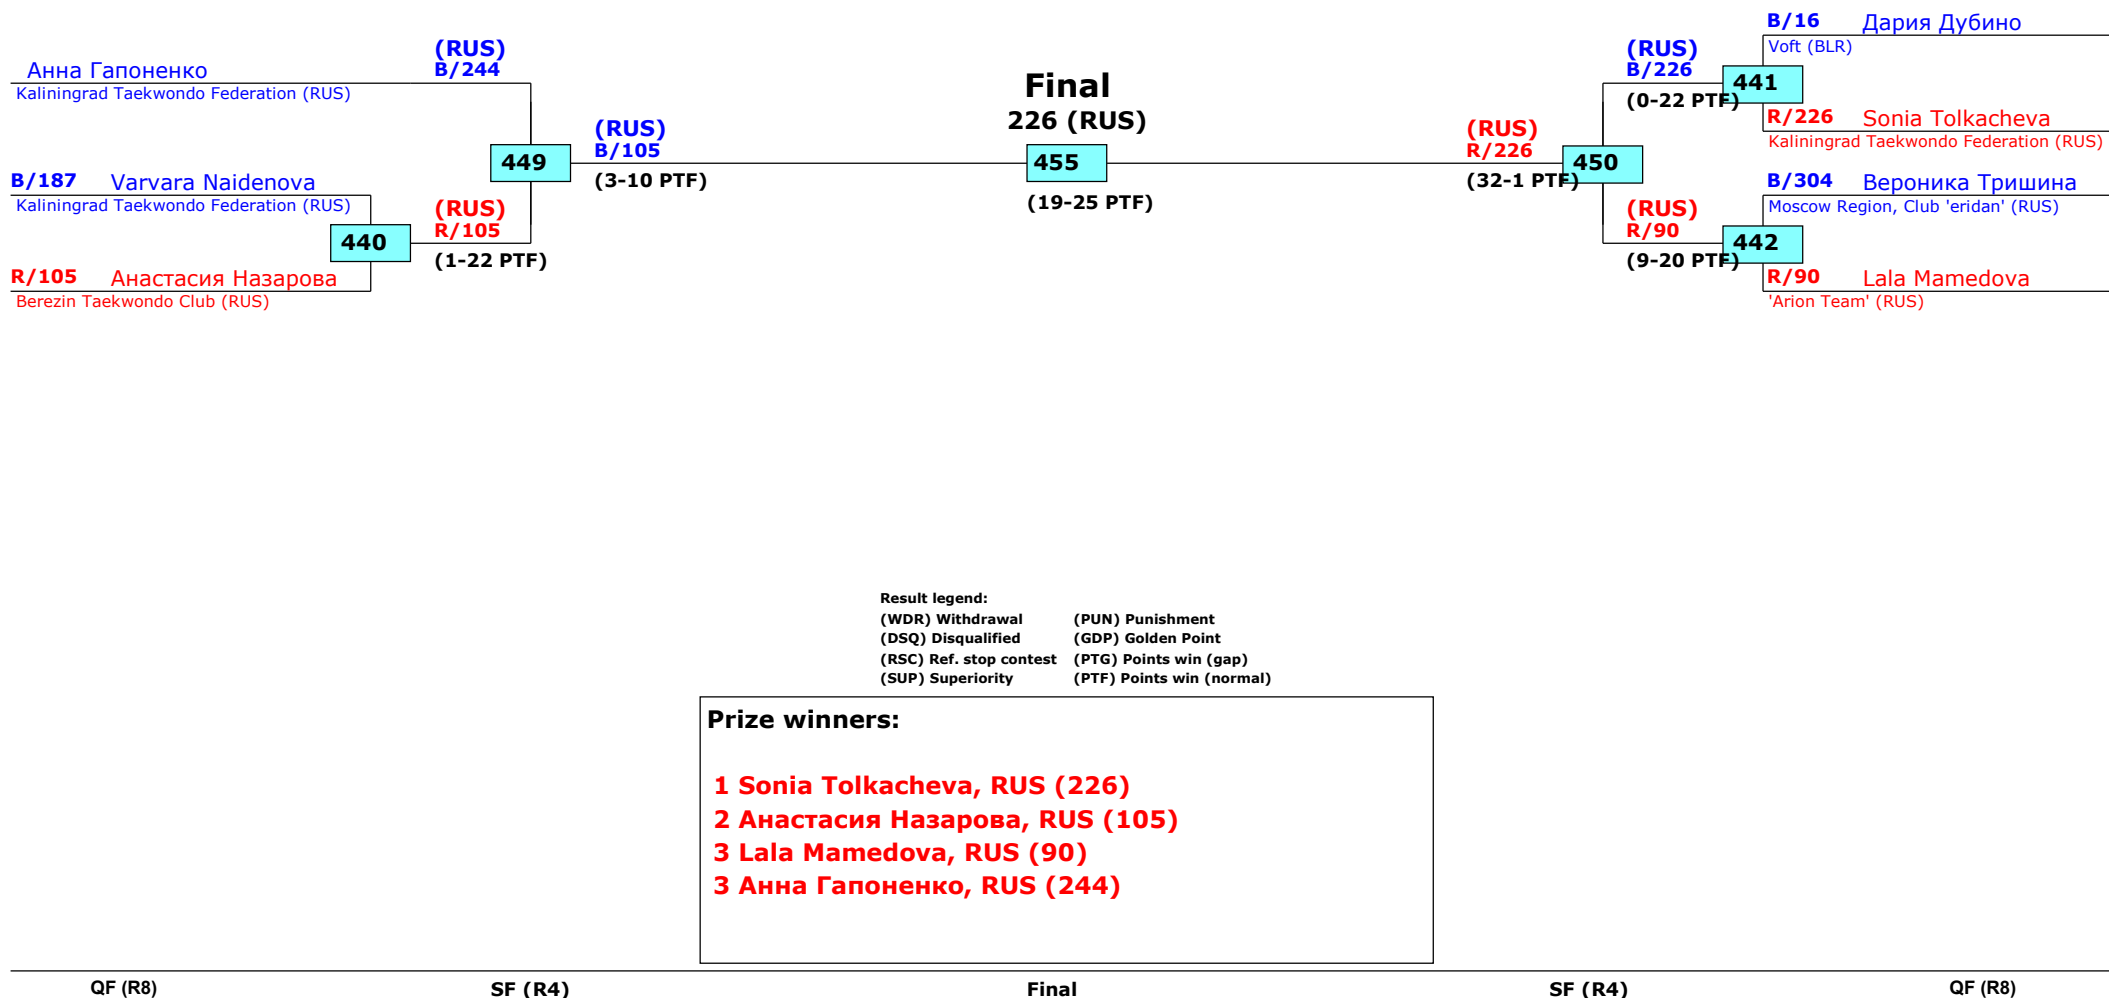 (RUS)
B/244
Анна Гапоненко
Kaliningrad Taekwondo Federation (RUS)
449
(RUS)
B/105
(3-10 PTF)
B/187 Varvara Naidenova
Kaliningrad Taekwondo Federation (RUS)
440
(RUS)
R/105
(1-22 PTF)
R/105 Анастасия Назарова
Berezin Taekwondo Club (RUS)
Final
226 (RUS)
455
(19-25 PTF)
(RUS)
R/226
(32-1 PTF)
450
(RUS)
B/226
(0-22 PTF)
441
B/16 Дария Дубино
Voft (BLR)
R/226 Sonia Tolkacheva
Kaliningrad Taekwondo Federation (RUS)
B/304 Вероника Тришина
Moscow Region, Club 'eridan' (RUS)
(RUS)
R/90
(9-20 PTF)
442
R/90 Lala Mamedova
'Arion Team' (RUS)
Result legend:
(WDR) Withdrawal (PUN) Punishment
(DSQ) Disqualified (GDP) Golden Point
(RSC) Ref. stop contest (PTG) Points win (gap)
(SUP) Superiority (PTF) Points win (normal)
Prize winners:
1 Sonia Tolkacheva, RUS (226)
2 Анастасия Назарова, RUS (105)
3 Lala Mamedova, RUS (90)
3 Анна Гапоненко, RUS (244)
QF (R8) SF (R4) Final SF (R4) QF (R8)